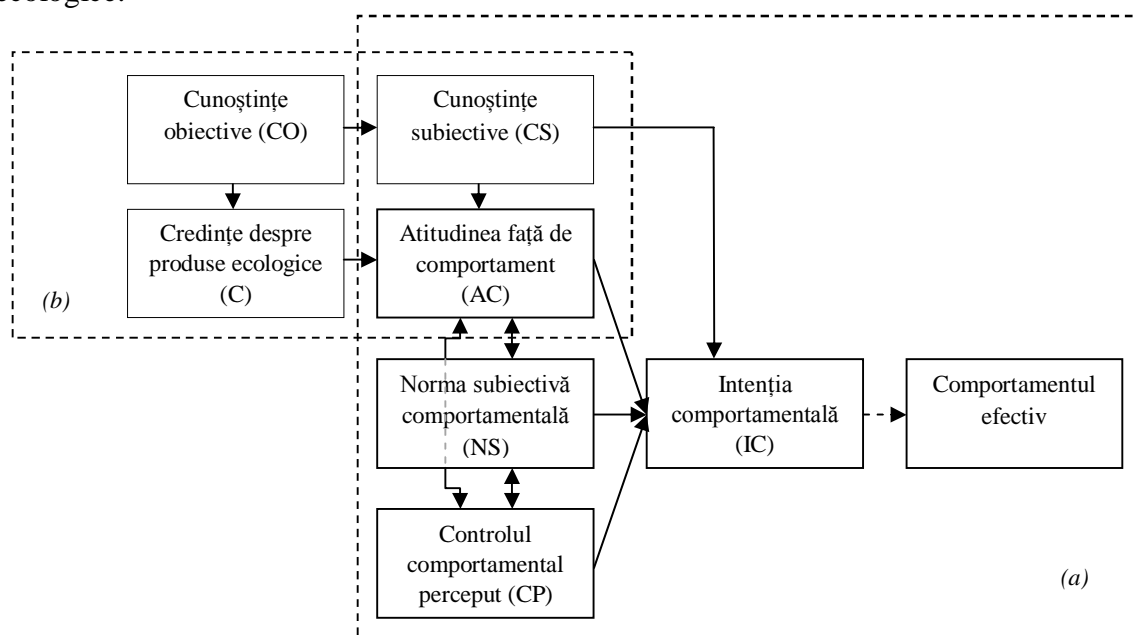 ecologice.
Cunoștințe
obiective (CO)
Cunoștințe
subiective (CS)
Credințe despre
produse ecologice
(C)
Atitudinea față de
comportament
(AC)
(b)
Norma subiectivă
comportamentală
(NS)
Intenția
comportamentală
(IC)
Comportamentul
efectiv
Controlul
comportamental
perceput (CP)
(a)